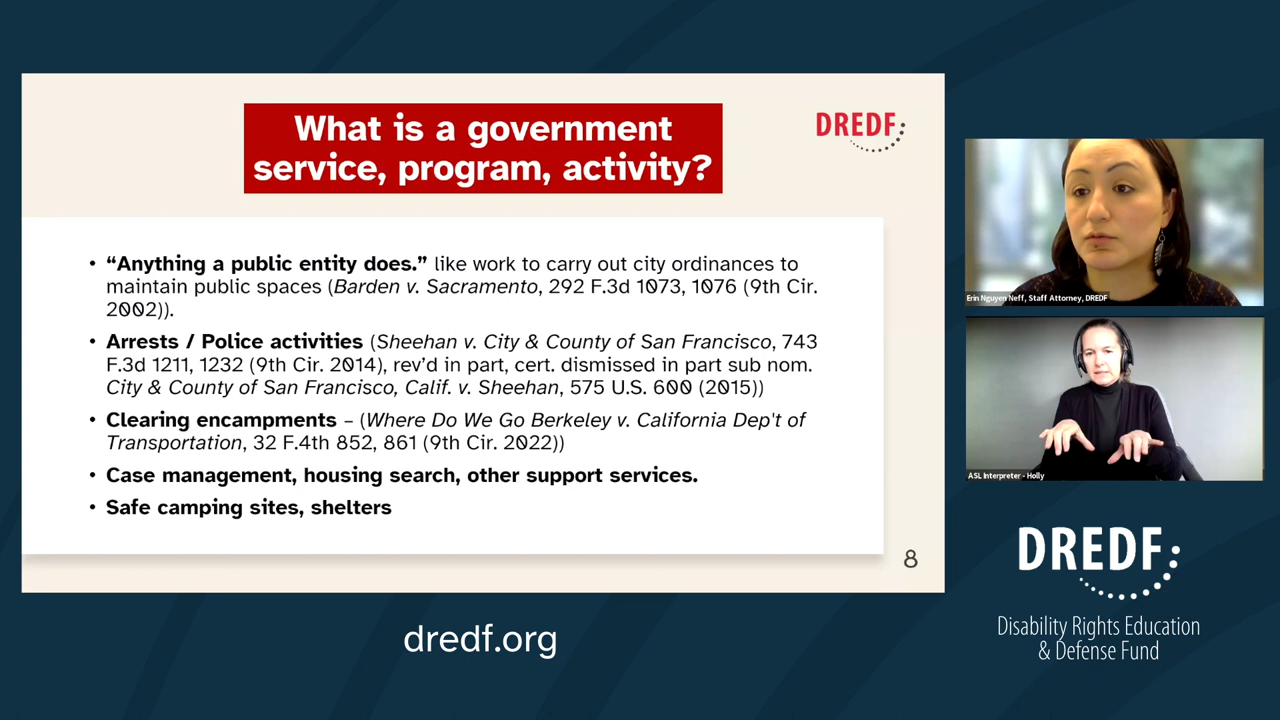 What is a government
service, program, activity?
DREDF
• “Anything a public entity does.” like work to carry out city ordinances to
maintain public spaces (Barden v. Sacramento, 292 F.3d 1073, 1076 (9th Cir.
2002)).
• Arrests / Police activities (Sheehan v. City & County of San Francisco, 743
F.3d 1211, 1232 (9th Cir. 2014), rev’d in part, cert. dismissed in part sub nom.
City & County of San Francisco, Calif. v. Sheehan, 575 U.S. 600 (2015))
• Clearing encampments – (Where Do We Go Berkeley v. California Dep't of
Transportation, 32 F.4th 852, 861 (9th Cir. 2022))
• Case management, housing search, other support services.
• Safe camping sites, shelters
8
Erin Nguyen Neff, Staff Attorney, DREDF
ASL Interpreter - Holly
DREDF
Disability Rights Education
& Defense Fund
dredf.org